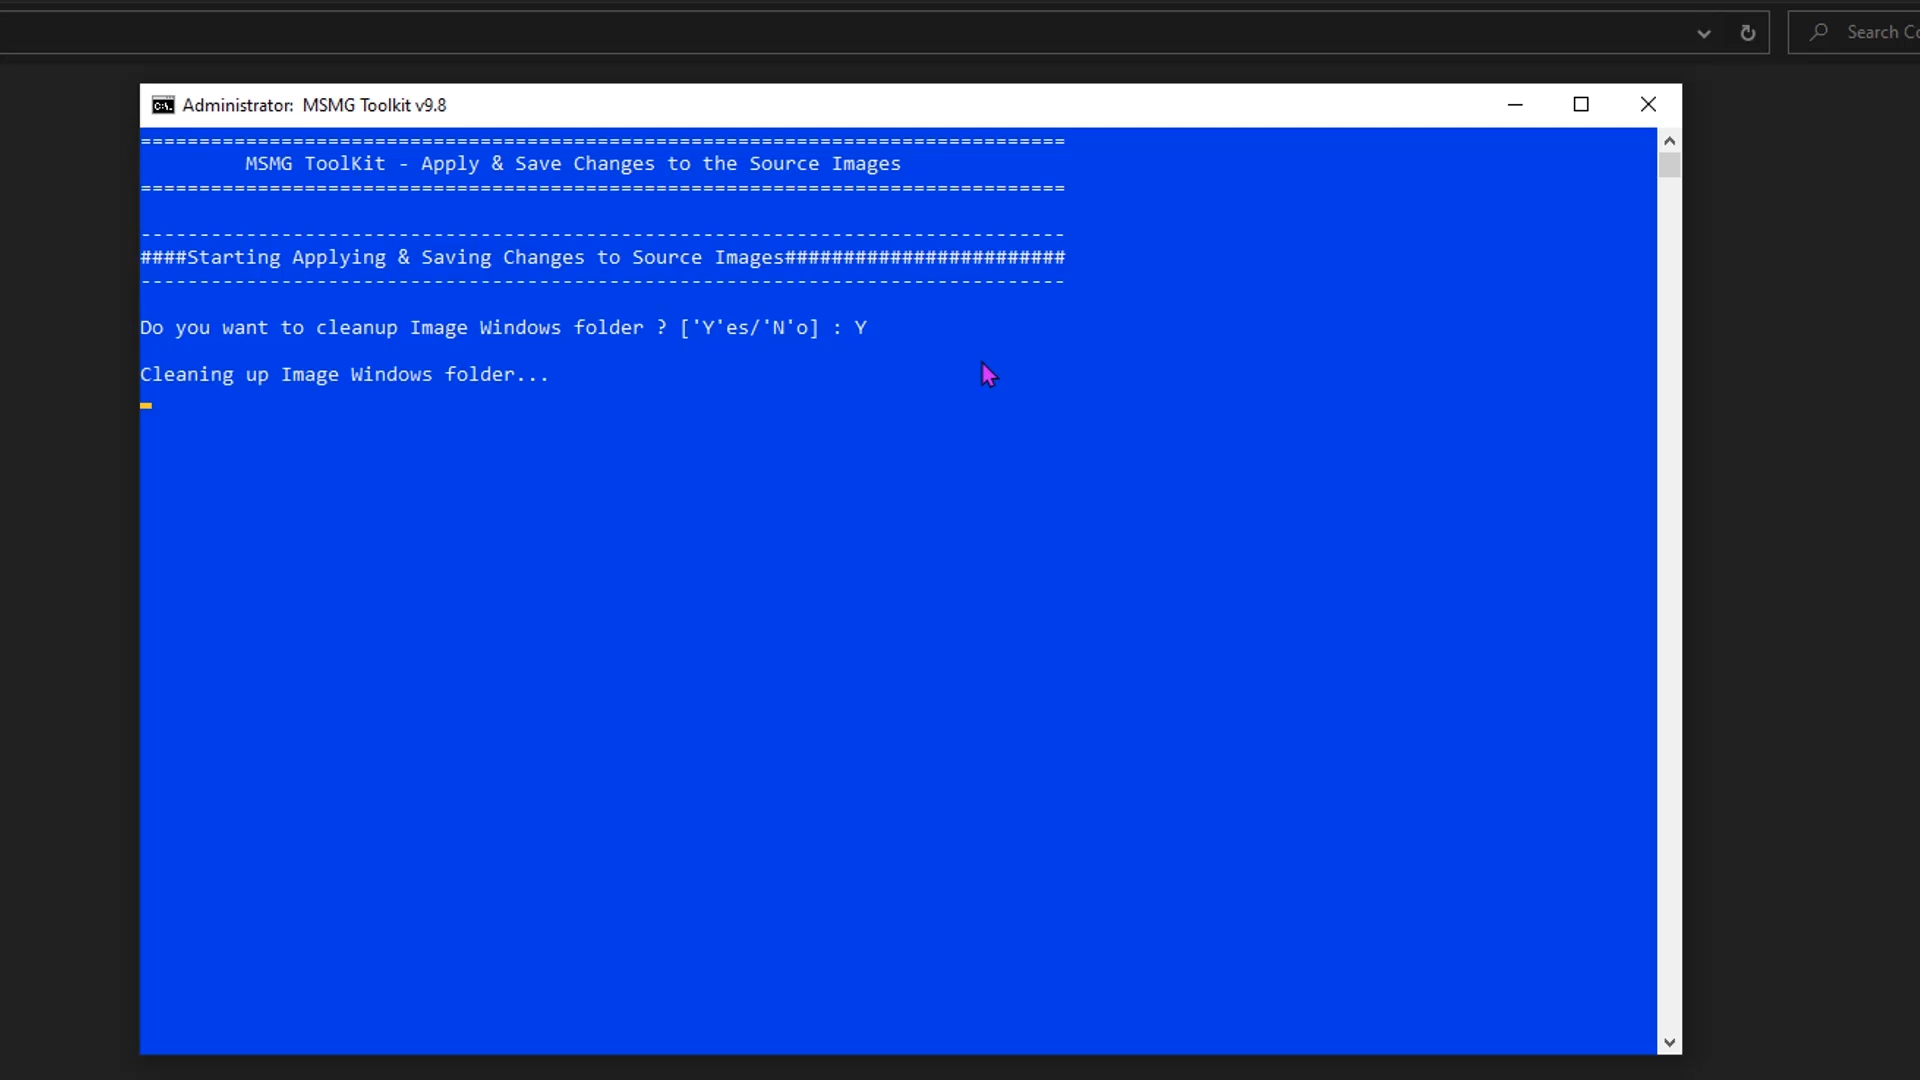 Search Co
Administrator: MSMG Toolkit v9.8
===============================================================================
MSMG ToolKit - Apply & Save Changes to the Source Images
===============================================================================
-------------------------------------------------------------------------------
####Starting Applying & Saving Changes to Source Images########################
-------------------------------------------------------------------------------
Do you want to cleanup Image Windows folder ? ['Y'es/'N'o] : Y
Cleaning up Image Windows folder...